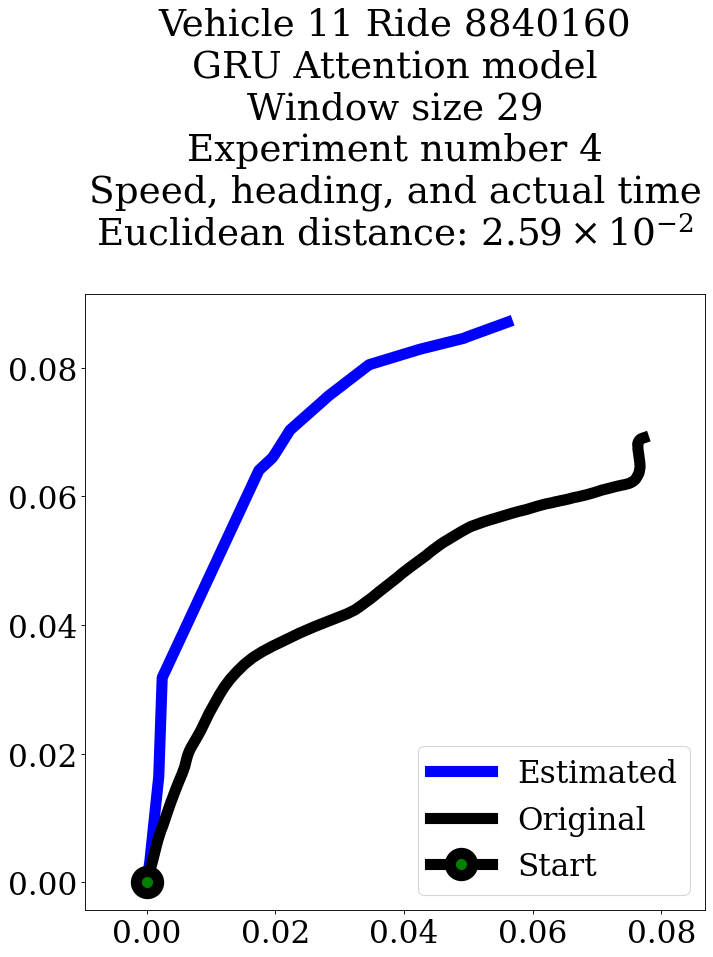 Vehicle 11 Ride 8840160
GRU Attention model
Window size 29
Experiment number 4
Speed, heading, and actual time
Euclidean distance: 2.59 × 10⁻²
0.08
0.06
0.04
0.02
0.00
Estimated
Original
Start
0.00 0.02 0.04 0.06 0.08